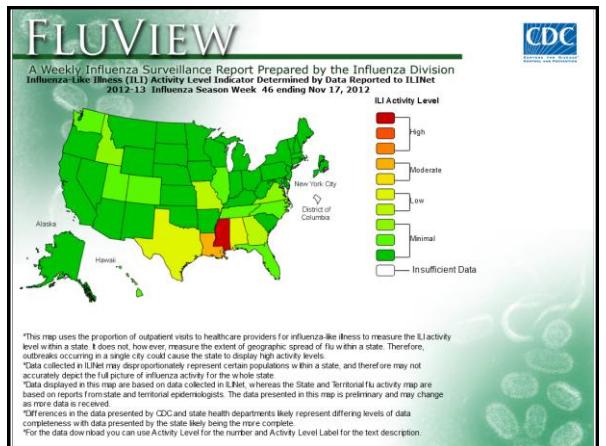 FLUVIEW
CDC
CENTERS FOR DISEASE
CONTROL AND PREVENTION
A Weekly Influenza Surveillance Report Prepared by the Influenza Division
Influenza-Like Illness (ILI) Activity Level Indicator Determined by Data Reported to ILINet
2012-13 Influenza Season Week 46 ending Nov 17, 2012
ILI Activity Level
High
Moderate
Low
Minimal
Insufficient Data
New York City
District of
Columbia
Alaska
Hawaii
*This map uses the proportion of outpatient visits to healthcare providers for influenza-like illness to measure the ILI activity
level within a state. It does not, however, measure the extent of geographic spread of flu within a state. Therefore,
outbreaks occurring in a single city could cause the state to display high activity levels.
*Data collected in ILINet may disproportionately represent certain populations within a state, and therefore may not
accurately depict the full picture of influenza activity for the whole state.
*Data displayed in this map are based on data collected in ILINet, whereas the State and Territorial flu activity map are
based on reports from state and territorial epidemiologists. The data presented in this map is preliminary and may change
as more data is received.
*Differences in the data presented by CDC and state health departments likely represent differing levels of data
completeness with data presented by the state likely being the more complete.
*For the data download you can use Activity Level for the number and Activity Level Label for the text description.